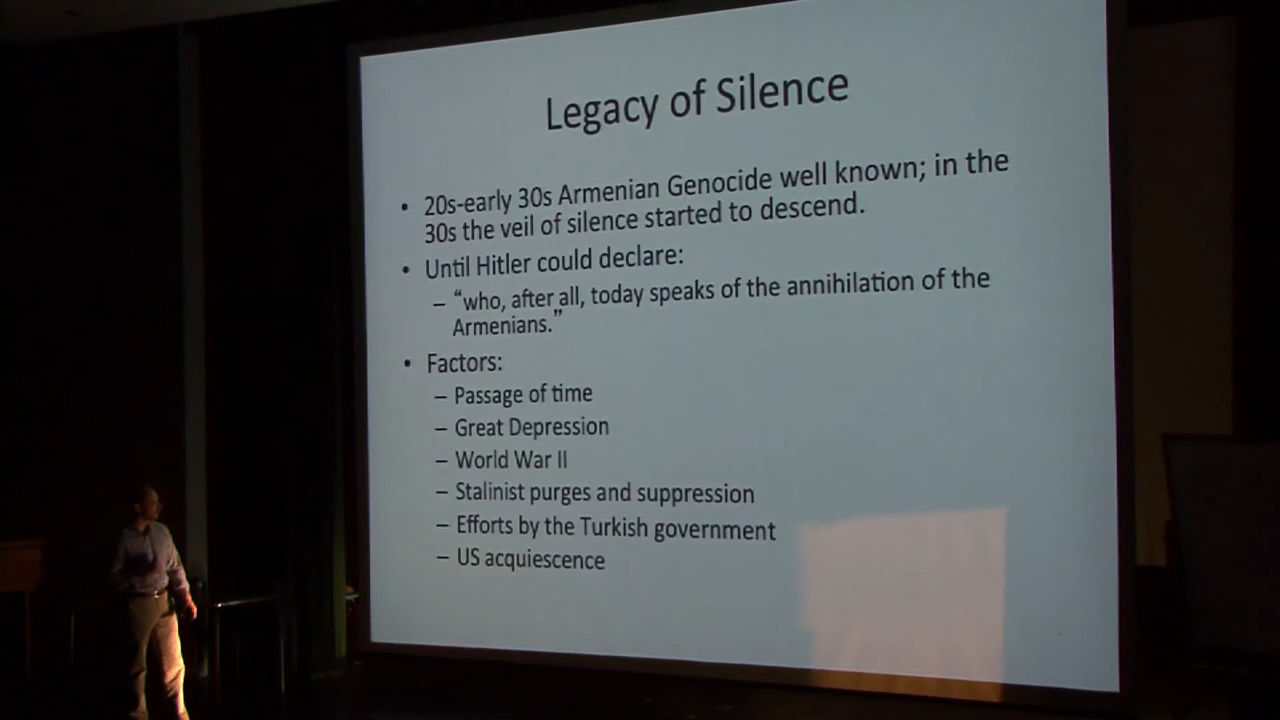 Legacy of Silence
• 20s-early 30s Armenian Genocide well known; in the
30s the veil of silence started to descend.
• Until Hitler could declare:
– “who, after all, today speaks of the annihilation of the
Armenians.”
• Factors:
– Passage of time
– Great Depression
– World War II
– Stalinist purges and suppression
– Efforts by the Turkish government
– US acquiescence